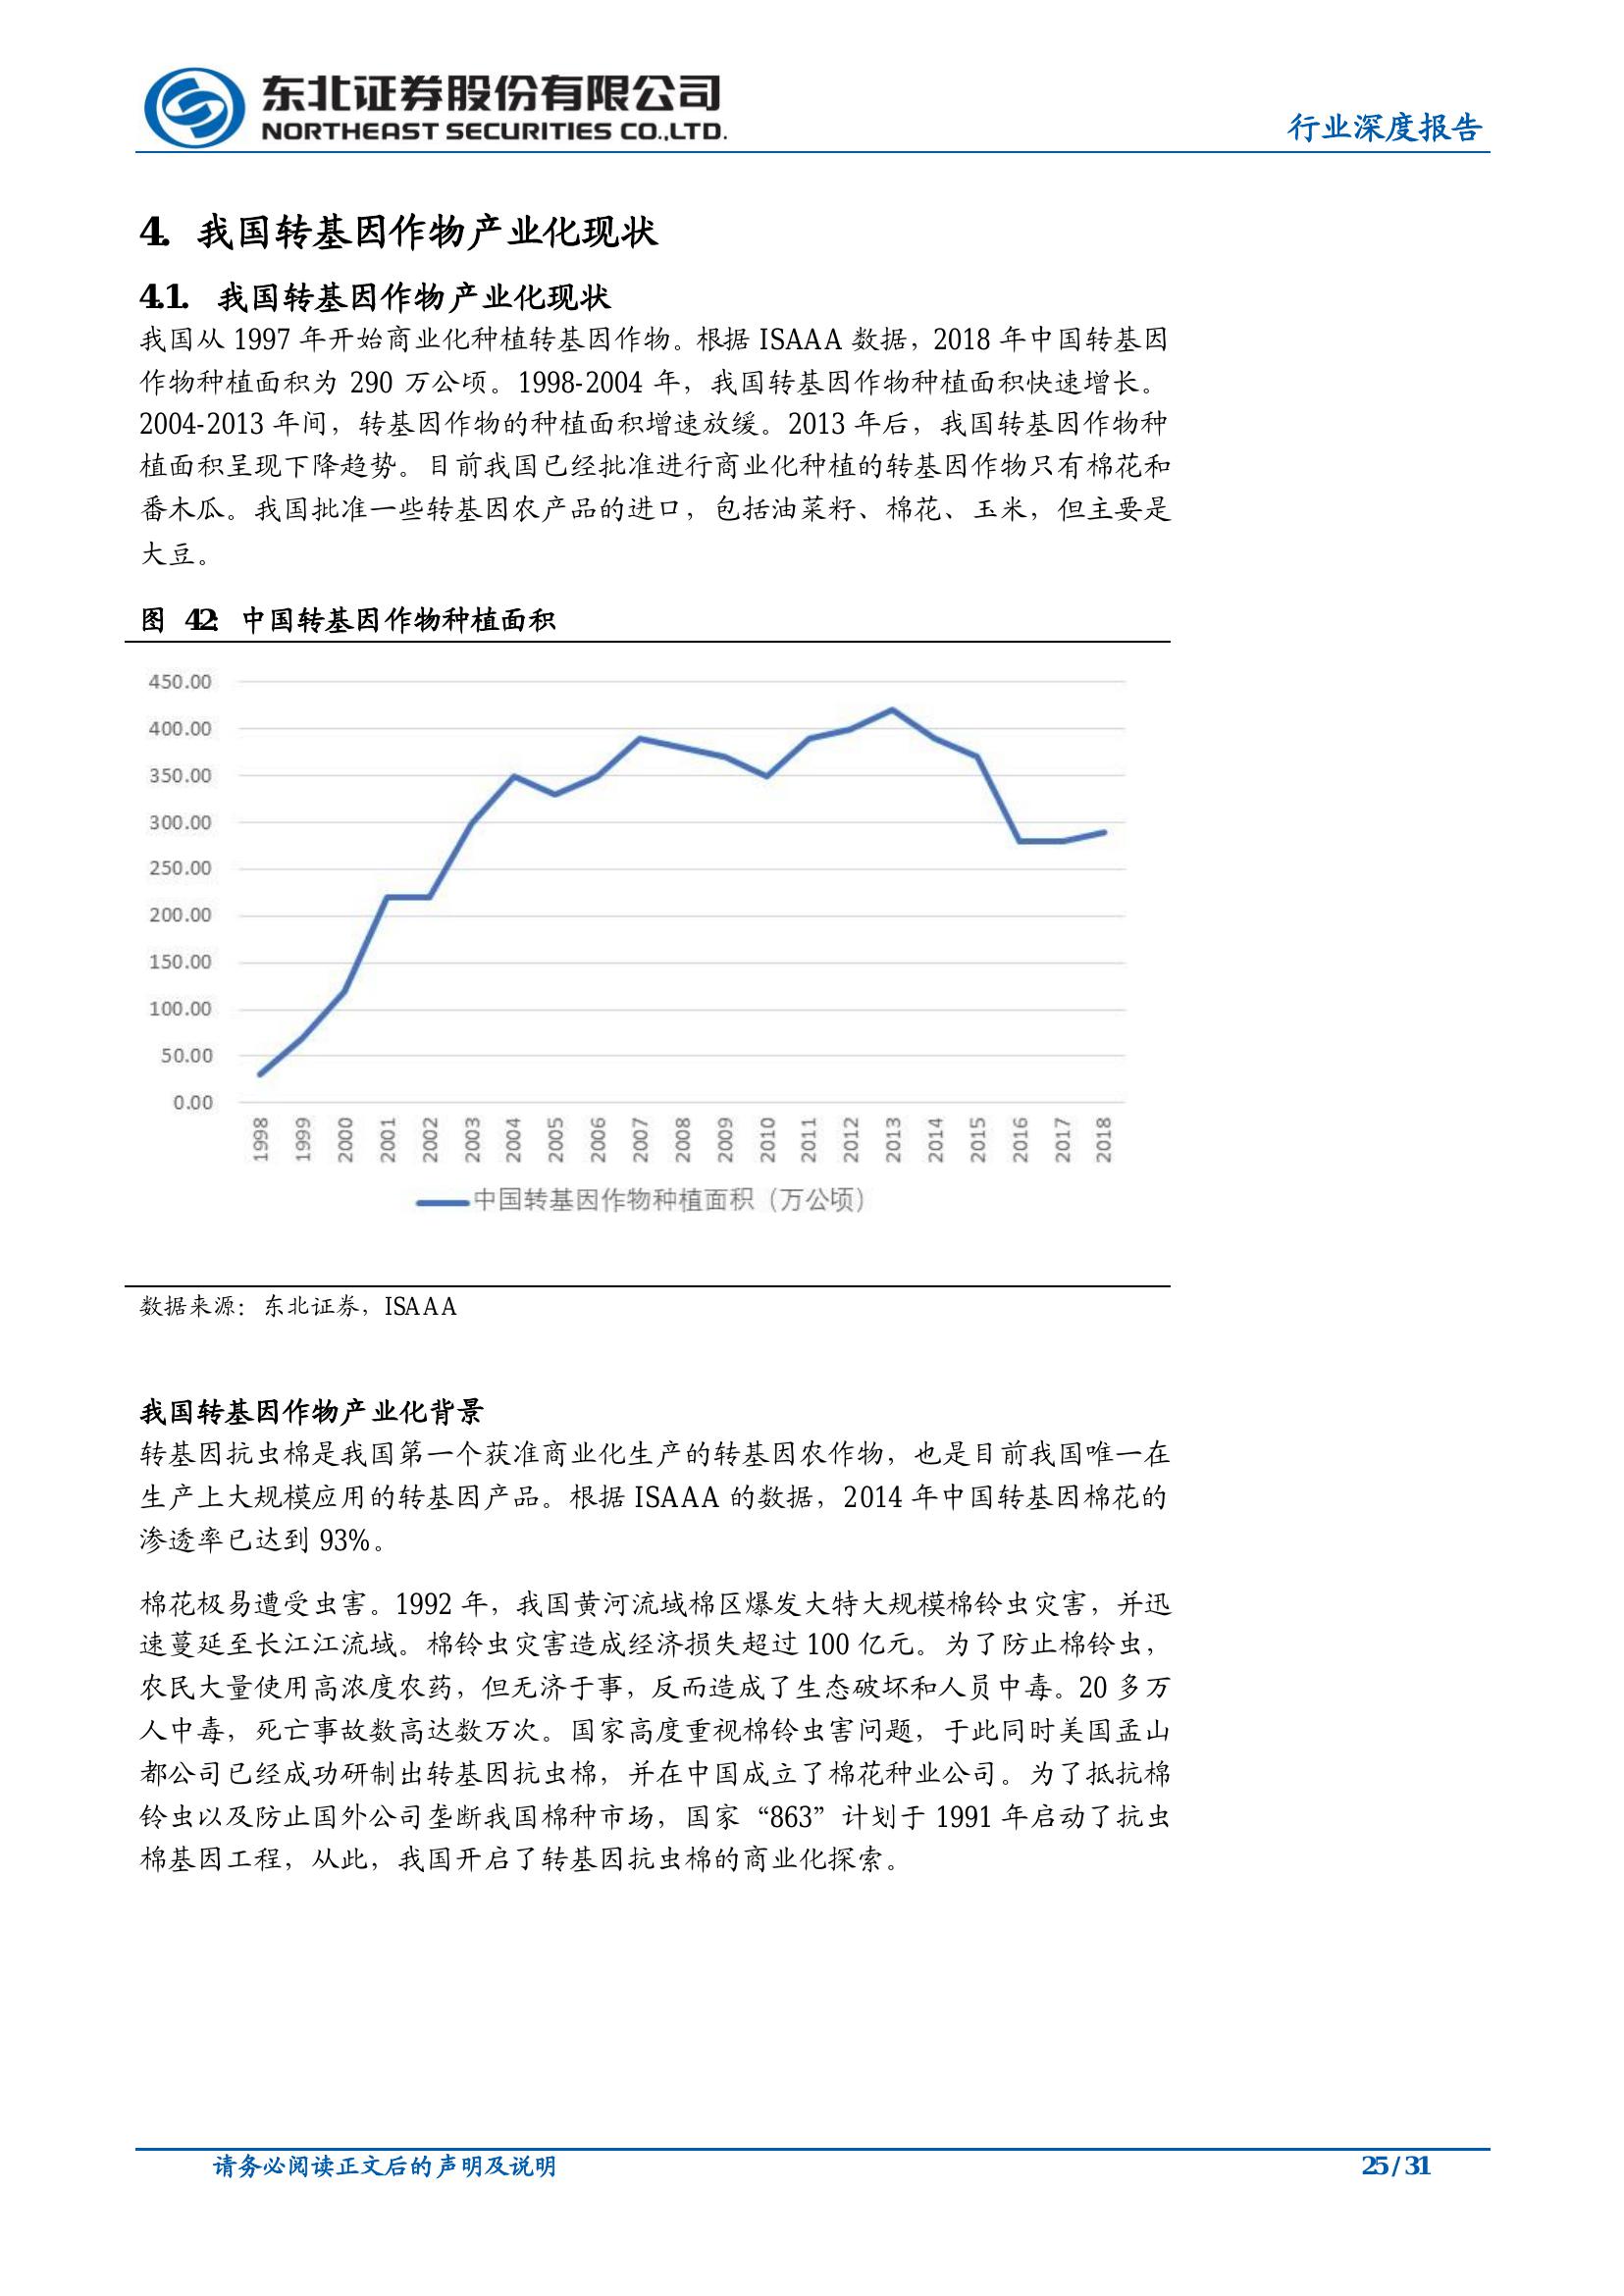 东北证券股份有限公司
NORTHEAST SECURITIES CO.,LTD.
行业深度报告
4. 我国转基因作物产业化现状
4.1. 我国转基因作物产业化现状
我国从 1997 年开始商业化种植转基因作物。根据 ISAAA 数据，2018 年中国转基因
作物种植面积为 290 万公顷。1998-2004 年，我国转基因作物种植面积快速增长。
2004-2013 年间，转基因作物的种植面积增速放缓。2013 年后，我国转基因作物种
植面积呈现下降趋势。目前我国已经批准进行商业化种植的转基因作物只有棉花和
番木瓜。我国批准一些转基因农产品的进口，包括油菜籽、棉花、玉米，但主要是
大豆。
图 42: 中国转基因作物种植面积
450.00
400.00
350.00
300.00
250.00
200.00
150.00
100.00
50.00
0.00
1998
1999
2000
2001
2002
2003
2004
2005
2006
2007
2008
2009
2010
2011
2012
2013
2014
2015
2016
2017
2018
中国转基因作物种植面积（万公顷）
数据来源：东北证券，ISAAA
我国转基因作物产业化背景
转基因抗虫棉是我国第一个获准商业化生产的转基因农作物，也是目前我国唯一在
生产上大规模应用的转基因产品。根据 ISAAA 的数据，2014 年中国转基因棉花的
渗透率已达到 93%。
棉花极易遭受虫害。1992 年，我国黄河流域棉区爆发大特大规模棉铃虫灾害，并迅
速蔓延至长江江流域。棉铃虫灾害造成经济损失超过 100 亿元。为了防止棉铃虫，
农民大量使用高浓度农药，但无济于事，反而造成了生态破坏和人员中毒。20 多万
人中毒，死亡事故数高达数万次。国家高度重视棉铃虫害问题，于此同时美国孟山
都公司已经成功研制出转基因抗虫棉，并在中国成立了棉花种业公司。为了抵抗棉
铃虫以及防止国外公司垄断我国棉种市场，国家“863”计划于 1991 年启动了抗虫
棉基因工程，从此，我国开启了转基因抗虫棉的商业化探索。
请务必阅读正文后的声明及说明
25 / 31